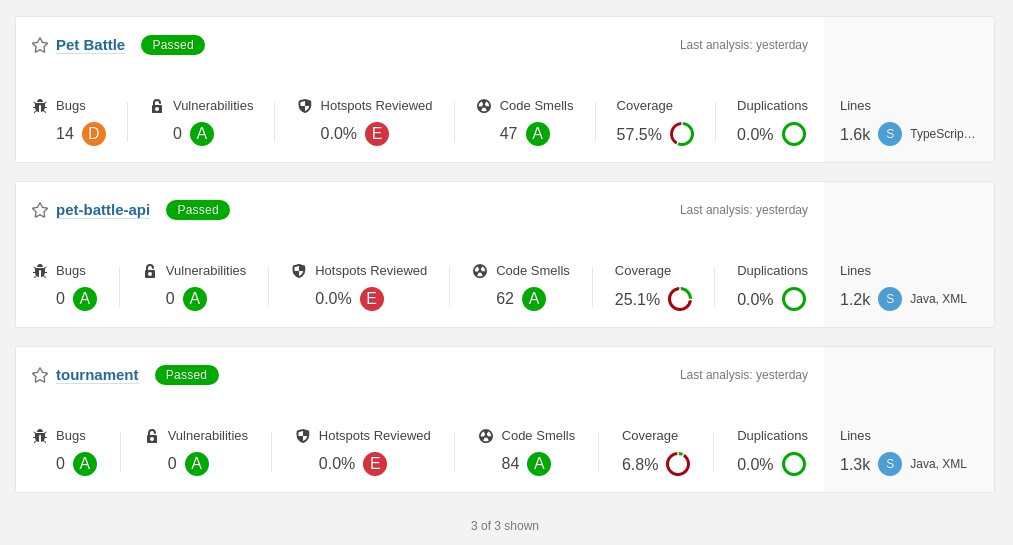 Pet Battle Passed Last analysis: yesterday
Bugs Vulnerabilities Hotspots Reviewed Code Smells Coverage Duplications Lines
14 D 0 A 0.0% E 47 A 57.5% 0.0% 1.6k S TypeScrip…
pet-battle-api Passed Last analysis: yesterday
Bugs Vulnerabilities Hotspots Reviewed Code Smells Coverage Duplications Lines
0 A 0 A 0.0% E 62 A 25.1% 0.0% 1.2k S Java, XML
tournament Passed Last analysis: yesterday
Bugs Vulnerabilities Hotspots Reviewed Code Smells Coverage Duplications Lines
0 A 0 A 0.0% E 84 A 6.8% 0.0% 1.3k S Java, XML
3 of 3 shown